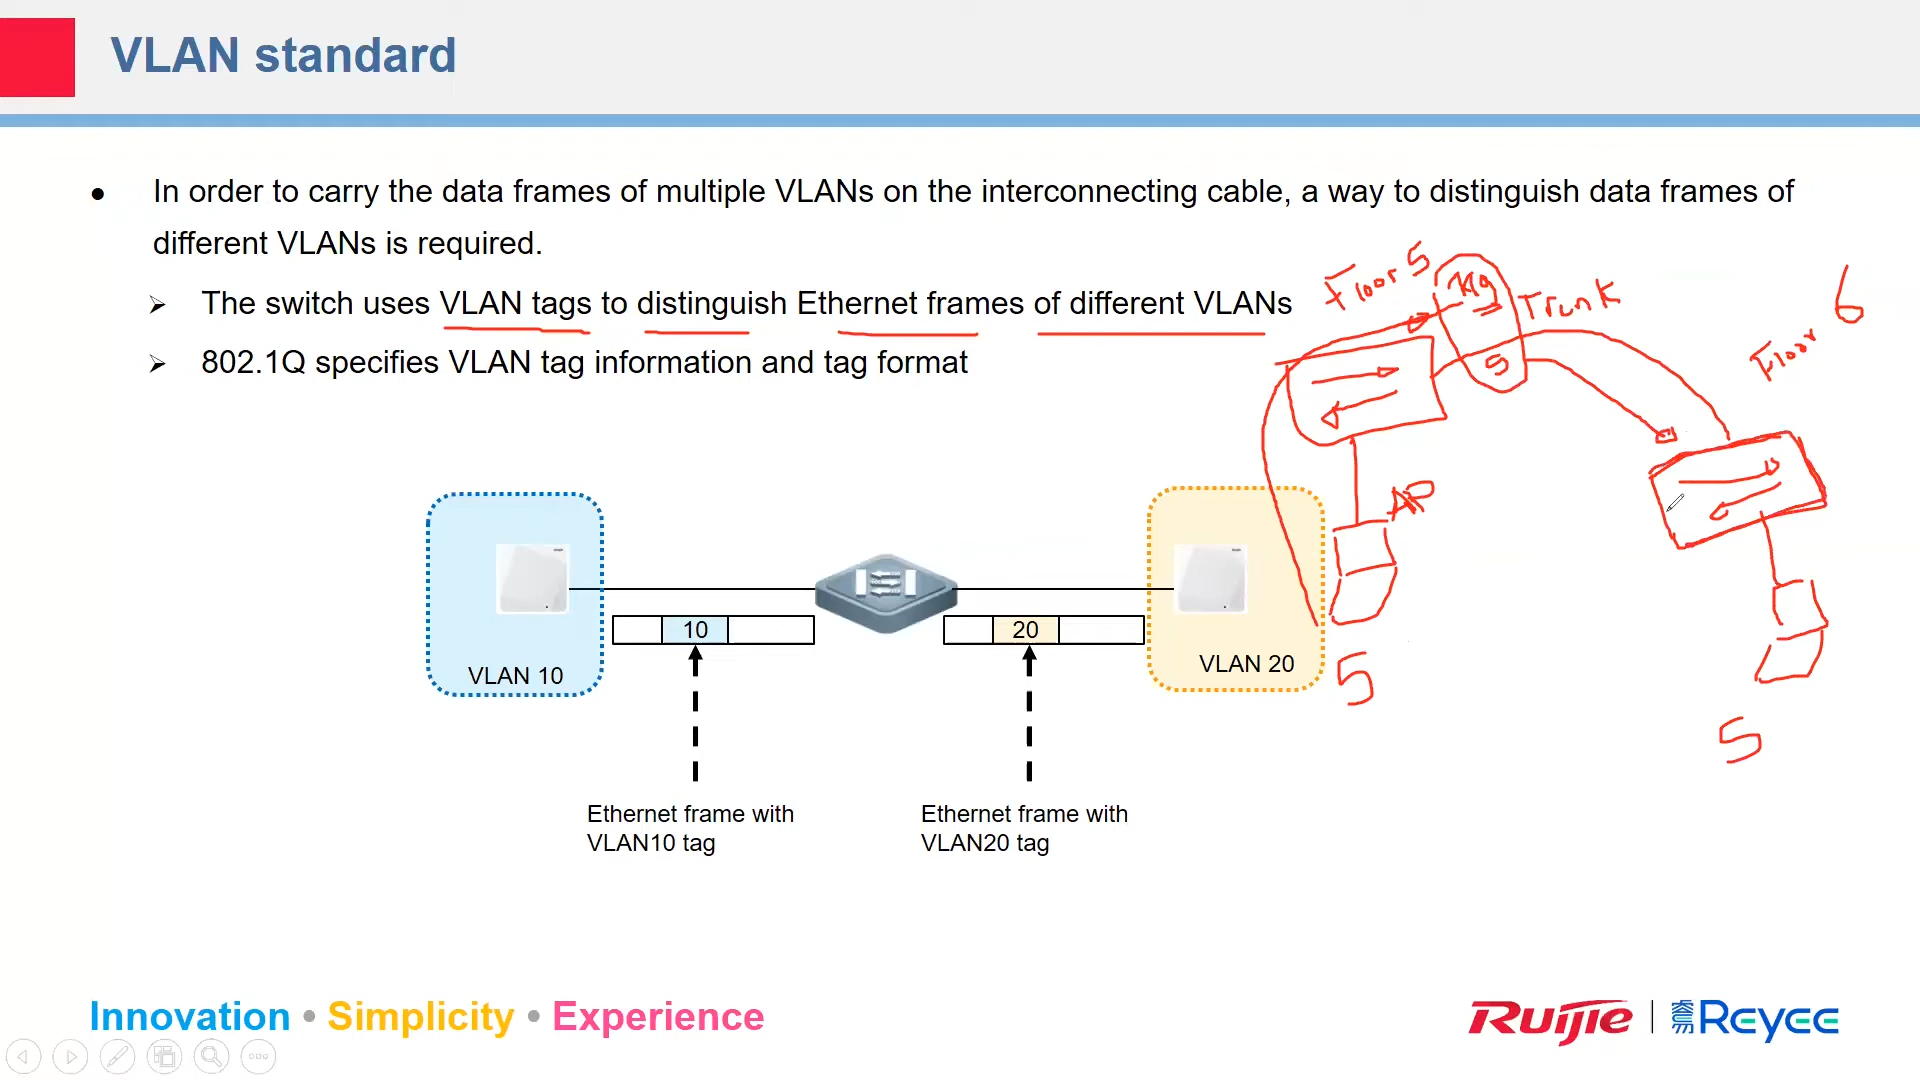 VLAN standard
In order to carry the data frames of multiple VLANs on the interconnecting cable, a way to distinguish data frames of
different VLANs is required.
The switch uses VLAN tags to distinguish Ethernet frames of different VLANs
802.1Q specifies VLAN tag information and tag format
Floor 5
Trunk
Floor 6
5
AP
10
20
VLAN 10
VLAN 20
5
5
Ethernet frame with
VLAN10 tag
Ethernet frame with
VLAN20 tag
Innovation • Simplicity • Experience
Ruijie | 睿易 Reyee